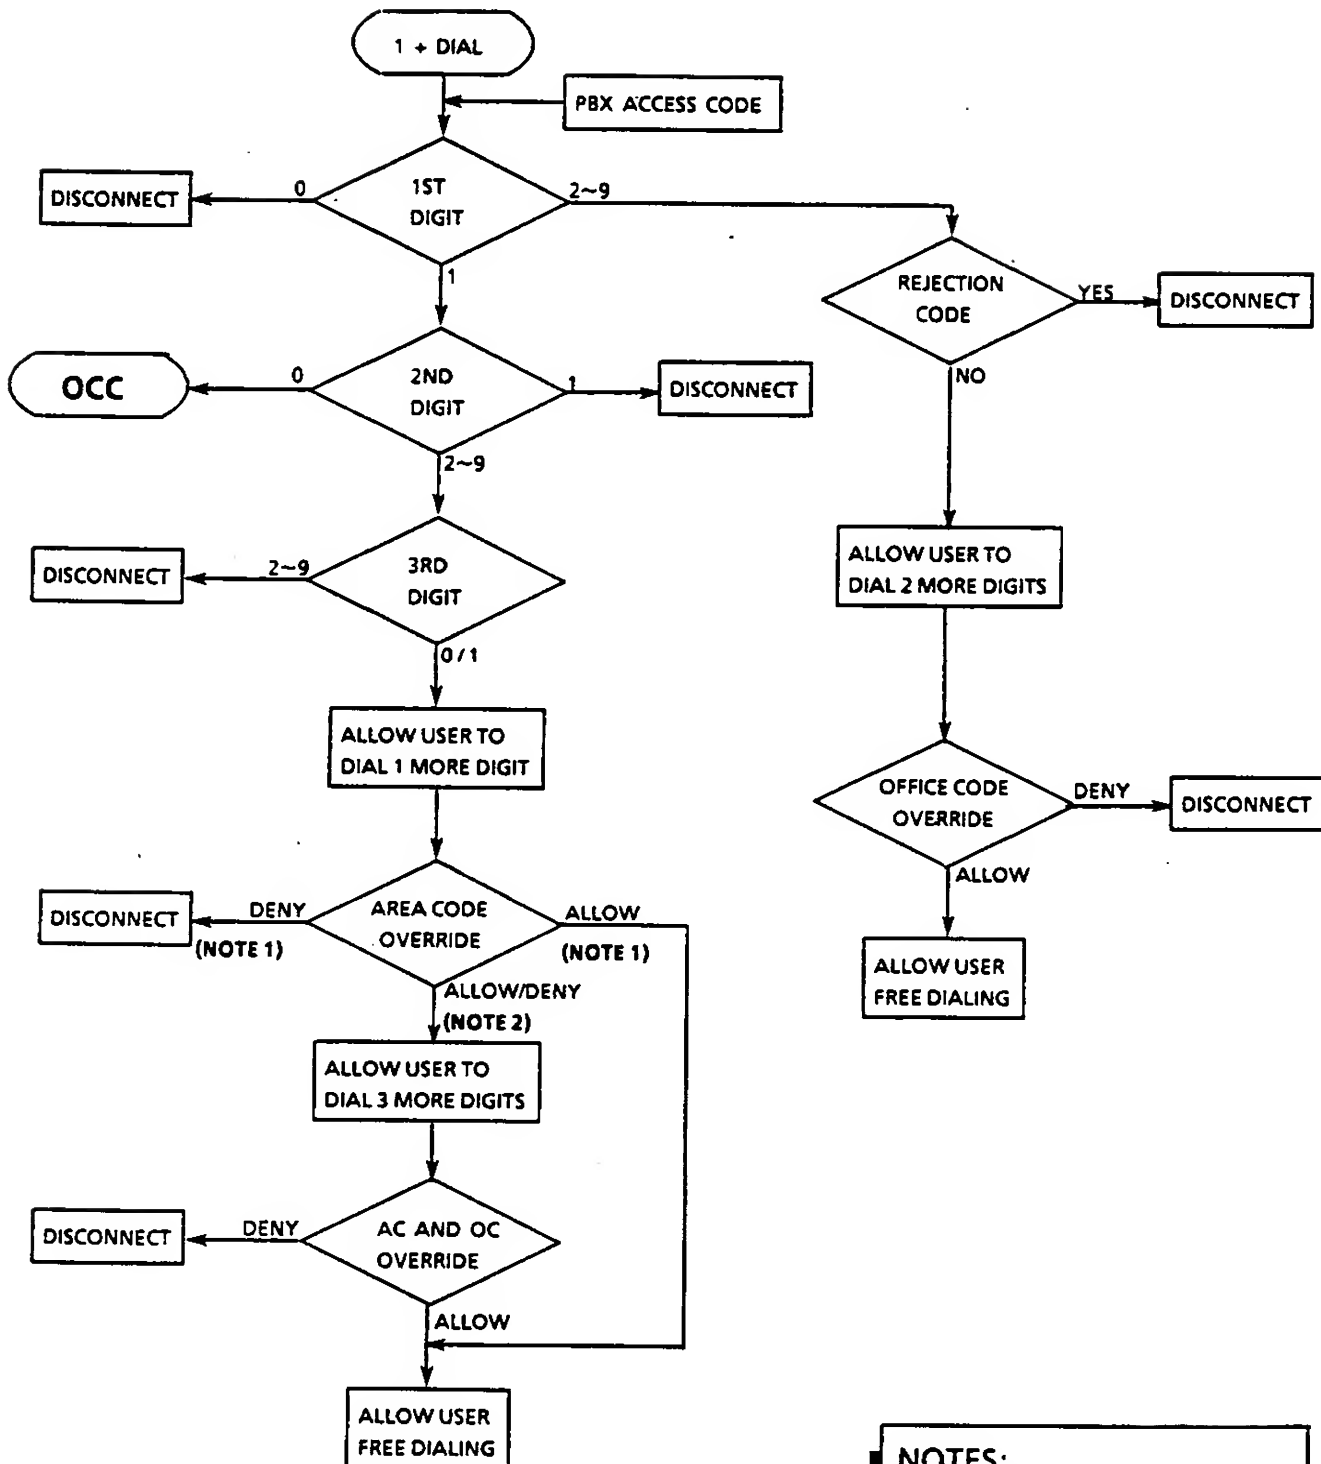 1 + DIAL
PBX ACCESS CODE
DISCONNECT
0
1ST
DIGIT
2~9
1
REJECTION
CODE
YES
DISCONNECT
NO
OCC
0
2ND
DIGIT
1
DISCONNECT
2~9
DISCONNECT
2~9
3RD
DIGIT
0/1
ALLOW USER TO
DIAL 2 MORE DIGITS
ALLOW USER TO
DIAL 1 MORE DIGIT
OFFICE CODE
OVERRIDE
DENY
DISCONNECT
ALLOW
DISCONNECT
DENY
(NOTE 1)
AREA CODE
OVERRIDE
ALLOW
(NOTE 1)
ALLOW USER
FREE DIALING
ALLOW/DENY
(NOTE 2)
ALLOW USER TO
DIAL 3 MORE DIGITS
DISCONNECT
DENY
AC AND OC
OVERRIDE
ALLOW
ALLOW USER
FREE DIALING
NOTES: